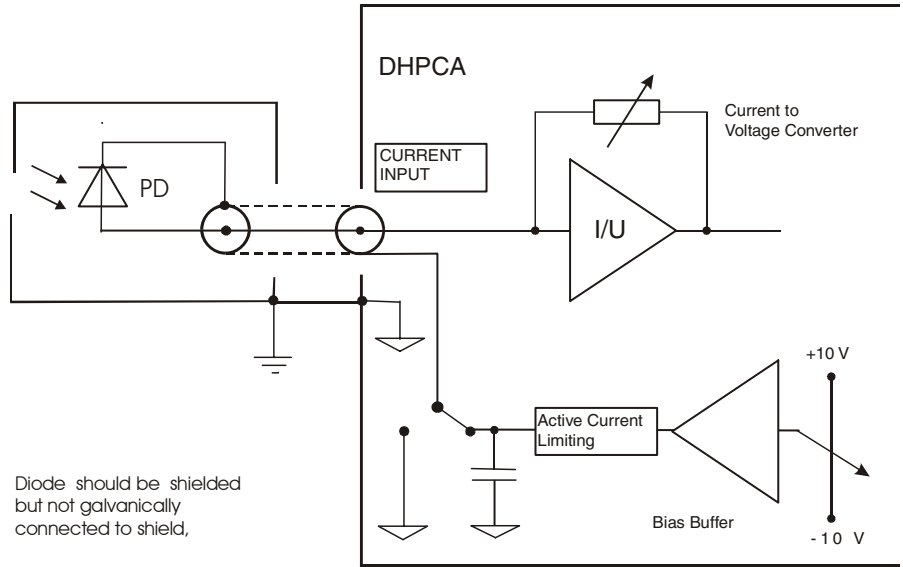 DHPCA
CURRENT
INPUT
Current to
Voltage Converter
PD
I/U
+10 V
Active Current
Limiting
Bias Buffer
-10 V
Diode should be shielded
but not galvanically
connected to shield,